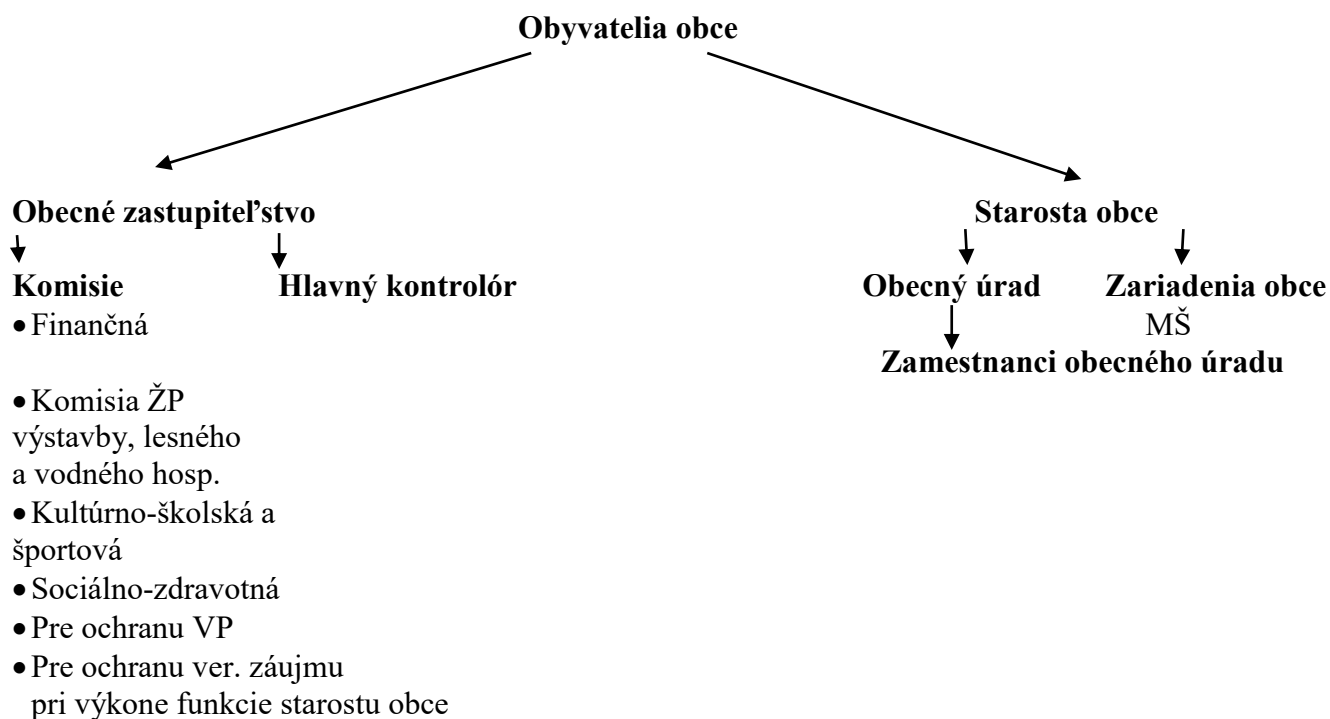 Obyvatelia obce
Obecné zastupiteľstvo
Starosta obce
Komisie
Hlavný kontrolór
Obecný úrad
Zariadenia obce
• Finančná
MŠ
Zamestnanci obecného úradu
• Komisia ŽP
výstavby, lesného
a vodného hosp.
• Kultúrno-školská a
športová
• Sociálno-zdravotná
• Pre ochranu VP
• Pre ochranu ver. záujmu
pri výkone funkcie starostu obce